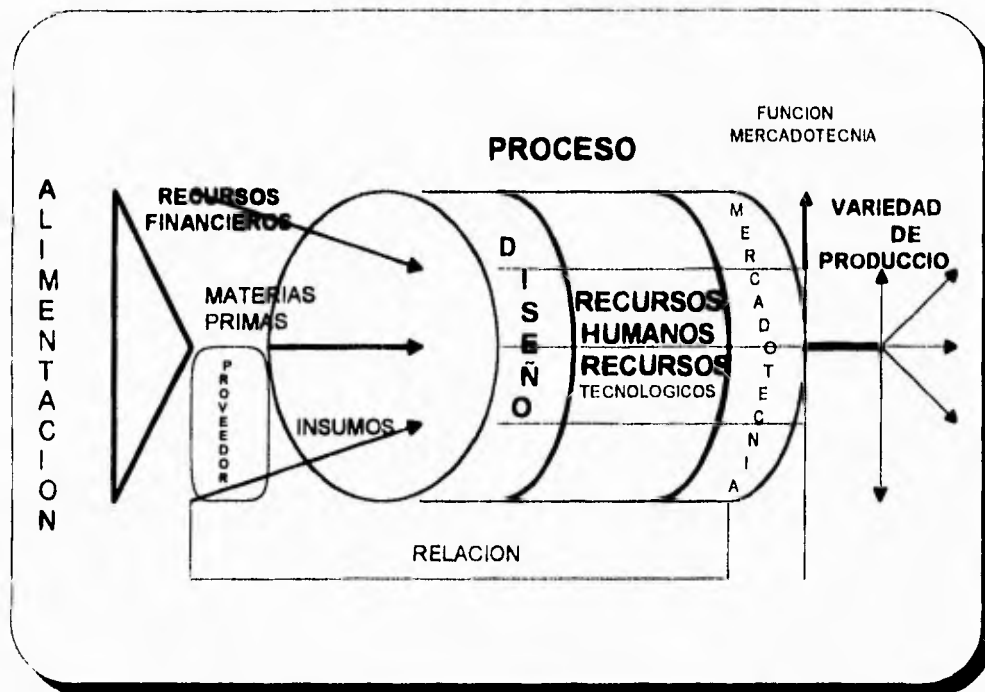 FUNCION
MERCADOTECNIA
PROCESO
ALIMENTACION
RECURSOS
FINANCIEROS
MATERIAS
PRIMAS
PROVEEDOR
INSUMOS
DISEÑO
RECURSOS
HUMANOS
RECURSOS
TECNOLOGICOS
MERCADOTECNIA
VARIEDAD
DE
PRODUCCIO
RELACION